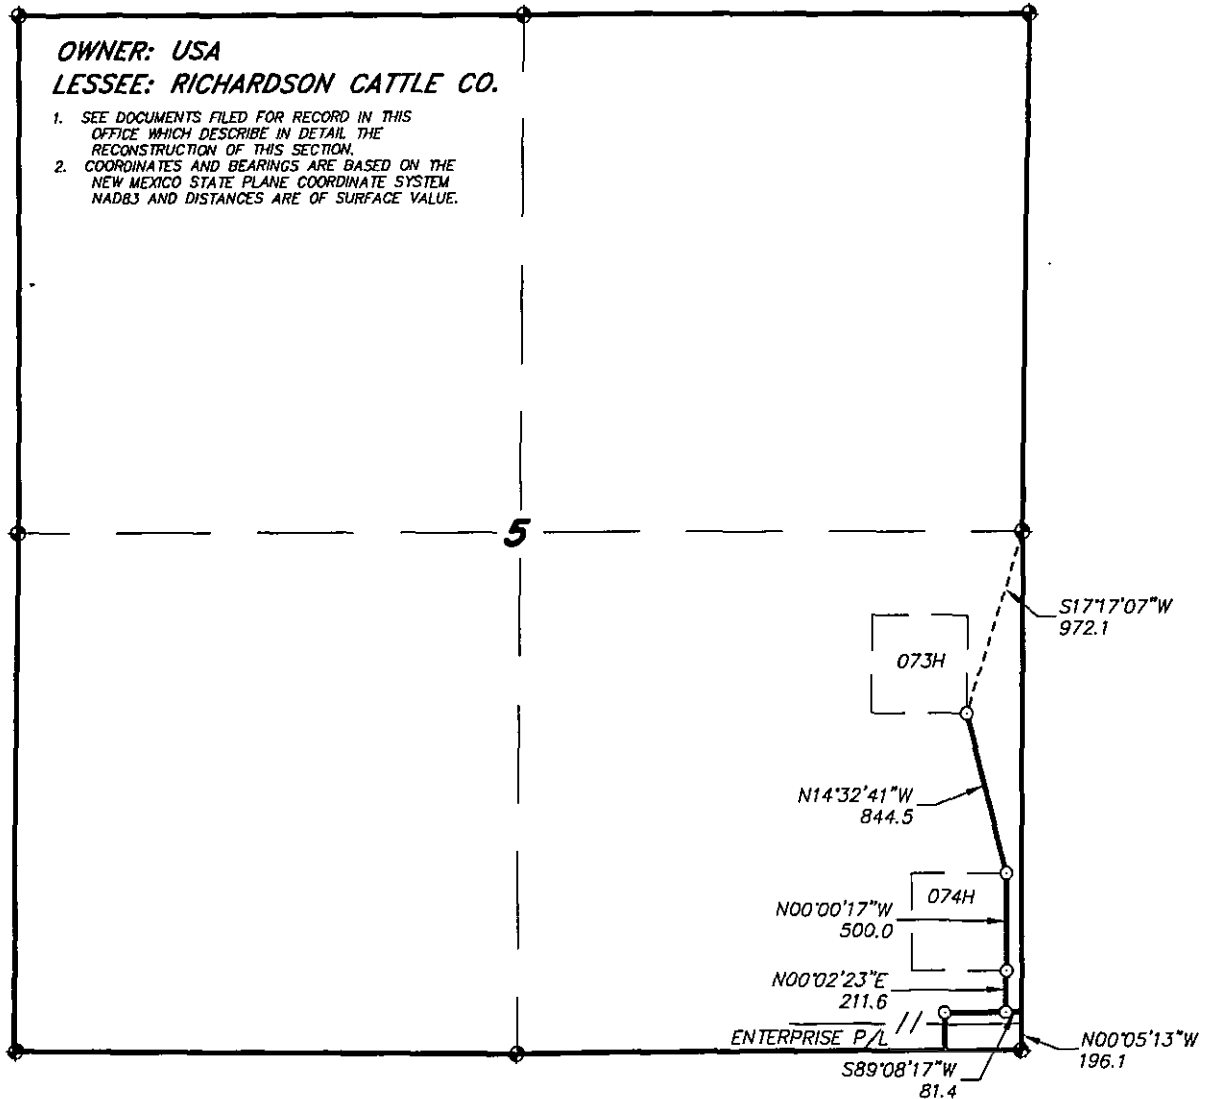 OWNER: USA
LESSEE: RICHARDSON CATTLE CO.
1. SEE DOCUMENTS FILED FOR RECORD IN THIS
OFFICE WHICH DESCRIBE IN DETAIL THE
RECONSTRUCTION OF THIS SECTION.
2. COORDINATES AND BEARINGS ARE BASED ON THE
NEW MEXICO STATE PLANE COORDINATE SYSTEM
NAD83 AND DISTANCES ARE OF SURFACE VALUE.
5
S17°17'07"W
972.1
073H
N14°32'41"W
844.5
074H
N00°00'17"W
500.0
N00°02'23"E
211.6
ENTERPRISE P/L
N00°05'13"W
196.1
S89°08'17"W
81.4